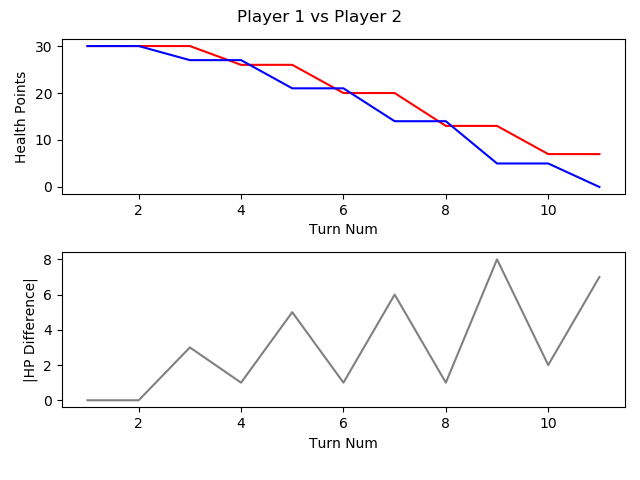 Player 1 vs Player 2
30
20
10
0
Health Points
2 4 6 8 10
Turn Num
8
6
4
2
0
|HP Difference|
2 4 6 8 10
Turn Num